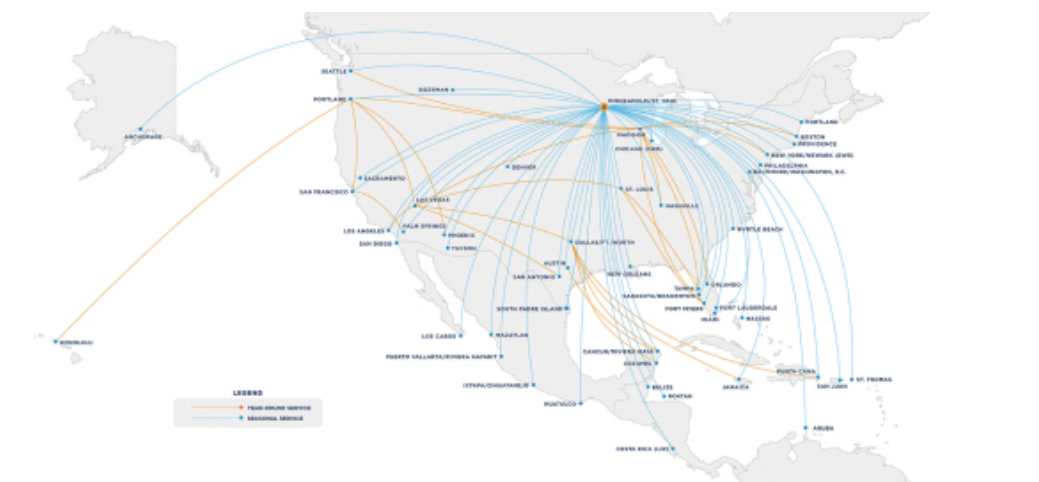 SEATTLE
BOZEMAN
PORTLAND
MINNEAPOLIS/ST. PAUL
ANCHORAGE
PORTLAND
BOSTON
PROVIDENCE
MADISON
CHICAGO (ORD)
NEW YORK/NEWARK (EWR)
PHILADELPHIA
BALTIMORE/WASHINGTON, D.C.
DENVER
SACRAMENTO
SAN FRANCISCO
ST. LOUIS
LAS VEGAS
NASHVILLE
LOS ANGELES
PALM SPRINGS
PHOENIX
SAN DIEGO
TUCSON
MYRTLE BEACH
DALLAS/FT. WORTH
AUSTIN
SAN ANTONIO
NEW ORLEANS
TAMPA
ORLANDO
SARASOTA/BRADENTON
SOUTH PADRE ISLAND
FORT MYERS
FORT LAUDERDALE
MIAMI
NASSAU
HONOLULU
LOS CABOS
MAZATLAN
CANCUN/RIVIERA MAYA
COZUMEL
PUERTO VALLARTA/RIVIERA NAYARIT
PUNTA CANA
IXTAPA/ZIHUATANEJO
BELIZE
JAMAICA
SAN JUAN
ST. THOMAS
ROATAN
HUATULCO
ARUBA
COSTA RICA (LIR)
LEGEND
YEAR-ROUND SERVICE
SEASONAL SERVICE